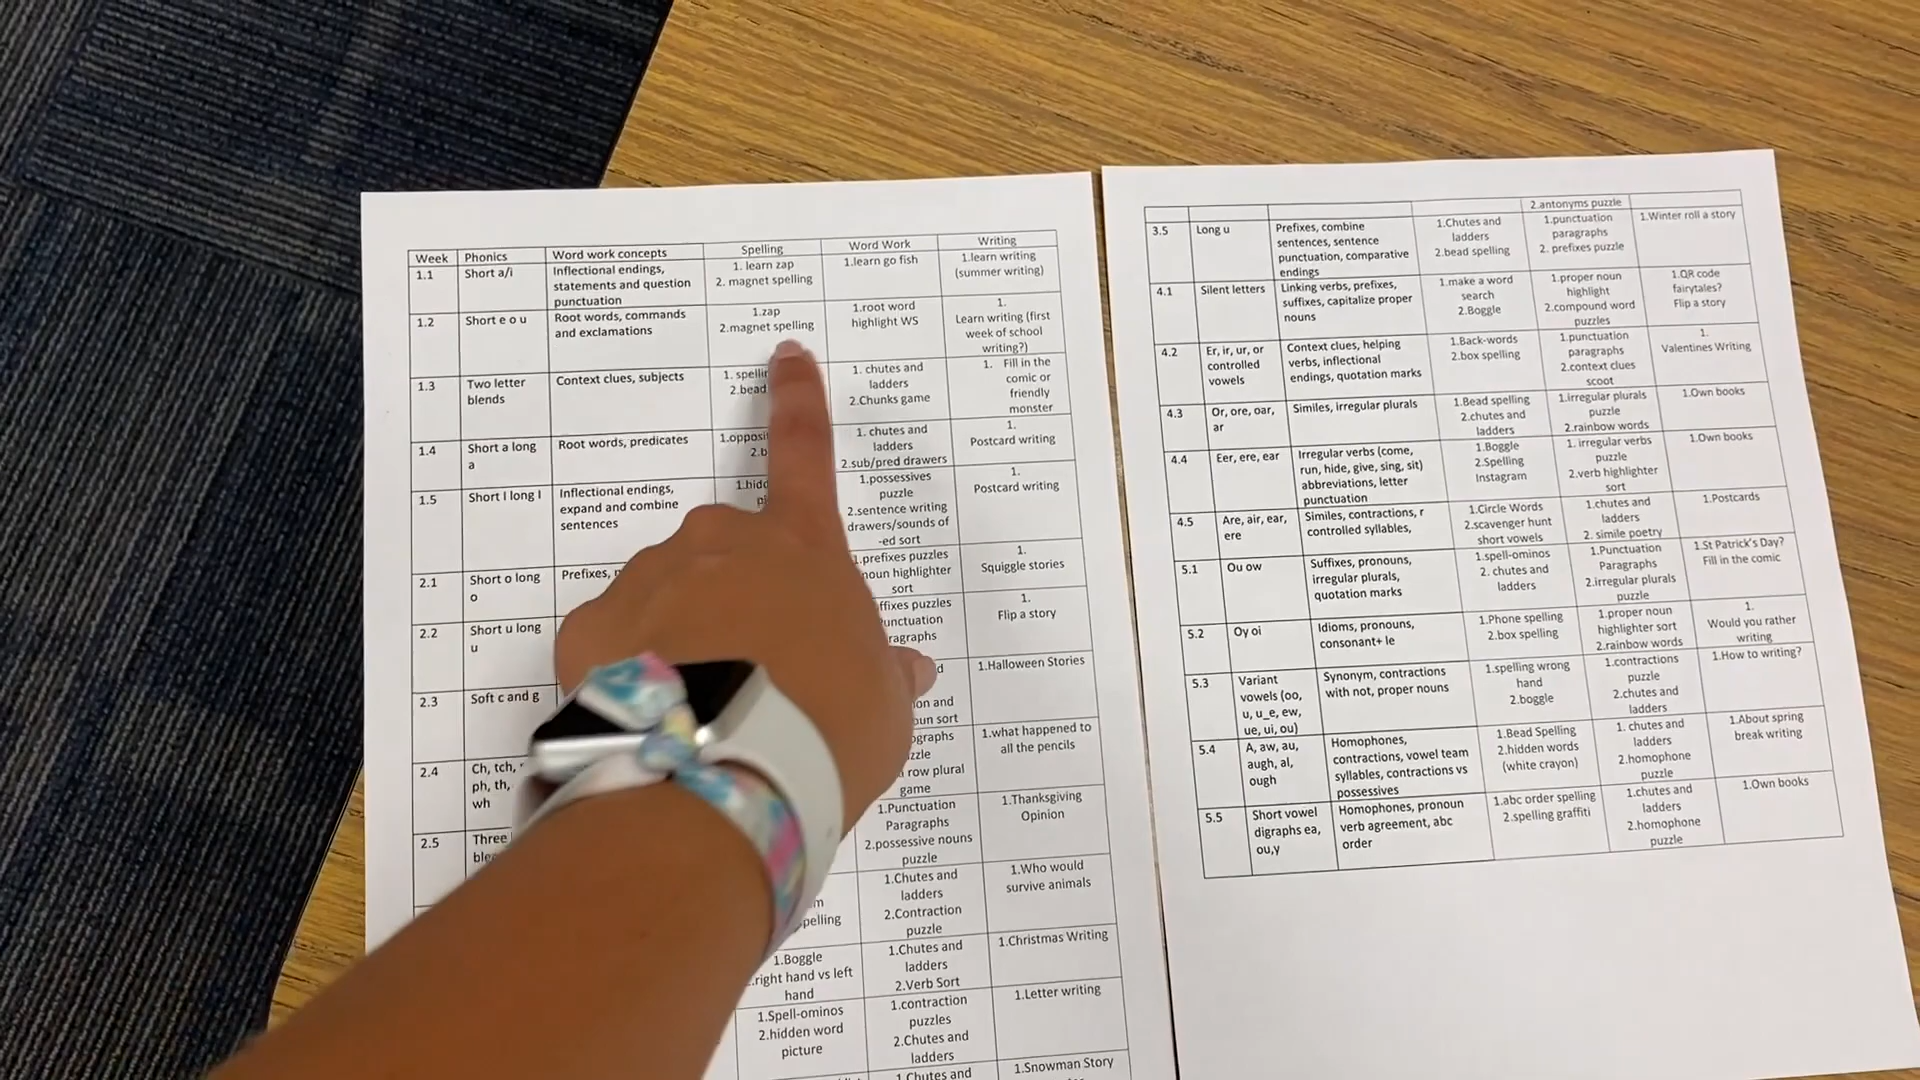 Week Phonics Word work concepts Spelling Word Work Writing
1.1 Short a/i
Inflectional endings,
statements and question
punctuation
1. learn zap
2. magnet spelling
1.learn go fish
1.learn writing
(summer writing)
1.2 Short e o u
Root words, commands
and exclamations
1.zap
2.magnet spelling
1.root word
highlight WS
1.
Learn writing (first
week of school
writing?)
1.3 Two letter
blends
Context clues, subjects
1.
2.bead
1. chutes and
ladders
2.Chunks game
1. Fill in the
comic or
friendly
monster
1.4 Short a long
a
Root words, predicates
1. chutes and
ladders
2.sub/pred drawers
1.
Postcard writing
1.5 Short I long I
Inflectional endings,
expand and combine
sentences
1.possessives
puzzle
2.sentence writing
drawers/sounds of
-ed sort
1.
Postcard writing
2.1 Short o long
o
Prefixes,
1.prefixes puzzles
noun highlighter
sort
1.
Squiggle stories
2.2 Short u long
u
puzzles
1.
Flip a story
2.3 Soft c and g
1.Halloween Stories
and
sort
2.4 Ch, tch,
ph, th,
wh
row plural
game
1.what happened to
all the pencils
2.5 Three
1.Punctuation
Paragraphs
2.possessive nouns
puzzle
1.Thanksgiving
Opinion
1.Chutes and
ladders
2.Contraction
puzzle
1.Who would
survive animals
1.Boggle
right hand vs left
hand
1.Chutes and
ladders
2.Verb Sort
1.Christmas Writing
1.Spell-ominos
2.hidden word
picture
1.contraction
puzzles
2.Chutes and
ladders
1.Letter writing
1.Chutes and
1.Snowman Story
2.antonyms puzzle
3.5 Long u
Prefixes, combine
sentences, sentence
punctuation, comparative
endings
1.Chutes and
ladders
2.bead spelling
1.punctuation
paragraphs
2. prefixes puzzle
1.Winter roll a story
4.1 Silent letters
Linking verbs, prefixes,
suffixes, capitalize proper
nouns
1.make a word
search
2.Boggle
1.proper noun
highlight
2.compound word
puzzles
1.QR code
fairytales?
Flip a story
4.2 Er, ir, ur, or
controlled
vowels
Context clues, helping
verbs, inflectional
endings, quotation marks
1.Back-words
2.box spelling
1.punctuation
paragraphs
2.context clues
scoot
1.
Valentines Writing
4.3 Or, ore, oar,
ar
Similes, irregular plurals
1.Bead spelling
2.chutes and
ladders
1.irregular plurals
puzzle
2.rainbow words
1.Own books
4.4 Eer, ere, ear
Irregular verbs (come,
run, hide, give, sing, sit)
abbreviations, letter
punctuation
1.Boggle
2.Spelling
Instagram
1. irregular verbs
puzzle
2.verb highlighter
sort
1.Own books
4.5 Are, air, ear,
ere
Similes, contractions, r
controlled syllables,
1.Circle Words
2.scavenger hunt
short vowels
1.chutes and
ladders
2. simile poetry
1.Postcards
5.1 Ou ow
Suffixes, pronouns,
irregular plurals,
quotation marks
1.spell-ominos
2. chutes and
ladders
1.Punctuation
Paragraphs
2.irregular plurals
puzzle
1.St Patrick's Day?
Fill in the comic
5.2 Oy oi
Idioms, pronouns,
consonant+ le
1.Phone spelling
2.box spelling
1.proper noun
highlighter sort
2.rainbow words
1.
Would you rather
writing
5.3 Variant
vowels (oo,
u, u_e, ew,
ue, ui, ou)
Synonym, contractions
with not, proper nouns
1.spelling wrong
hand
2.boggle
1.contractions
puzzle
2.chutes and
ladders
1.How to writing?
5.4 A, aw, au,
augh, al,
ough
Homophones,
contractions, vowel team
syllables, contractions vs
possessives
1.Bead Spelling
2.hidden words
(white crayon)
1. chutes and
ladders
2.homophone
puzzle
1.About spring
break writing
5.5 Short vowel
digraphs ea,
ou,y
Homophones, pronoun
verb agreement, abc
order
1.abc order spelling
2.spelling graffiti
1.chutes and
ladders
2.homophone
puzzle
1.Own books